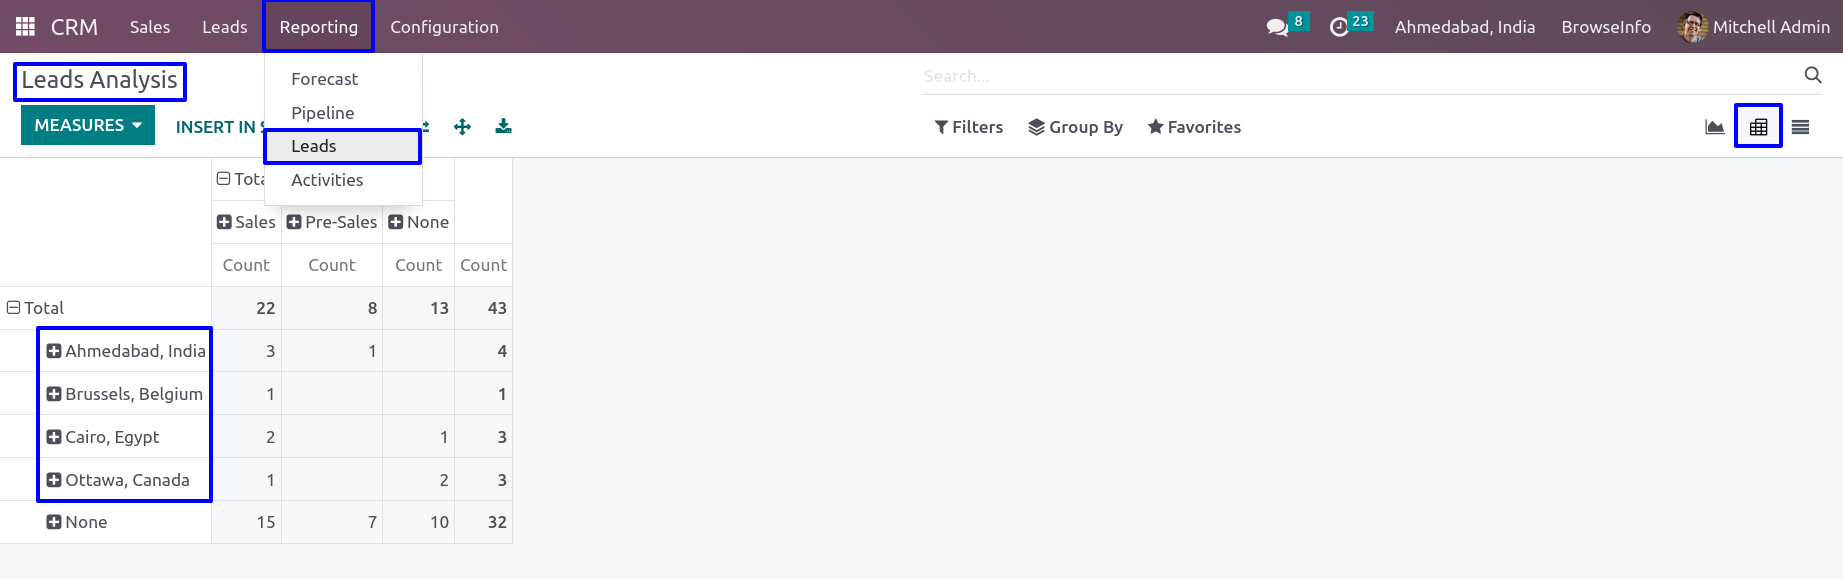 CRM Sales Leads Reporting Configuration 8 23 Ahmedabad, India BrowseInfo Mitchell Admin
Leads Analysis Search...
Forecast
Pipeline
Leads
Activities
MEASURES INSERT IN Filters Group By Favorites
Sales Pre-Sales None
Count Count Count Count
Total 22 8 13 43
Ahmedabad, India 3 1 4
Brussels, Belgium 1 1
Cairo, Egypt 2 1 3
Ottawa, Canada 1 2 3
None 15 7 10 32